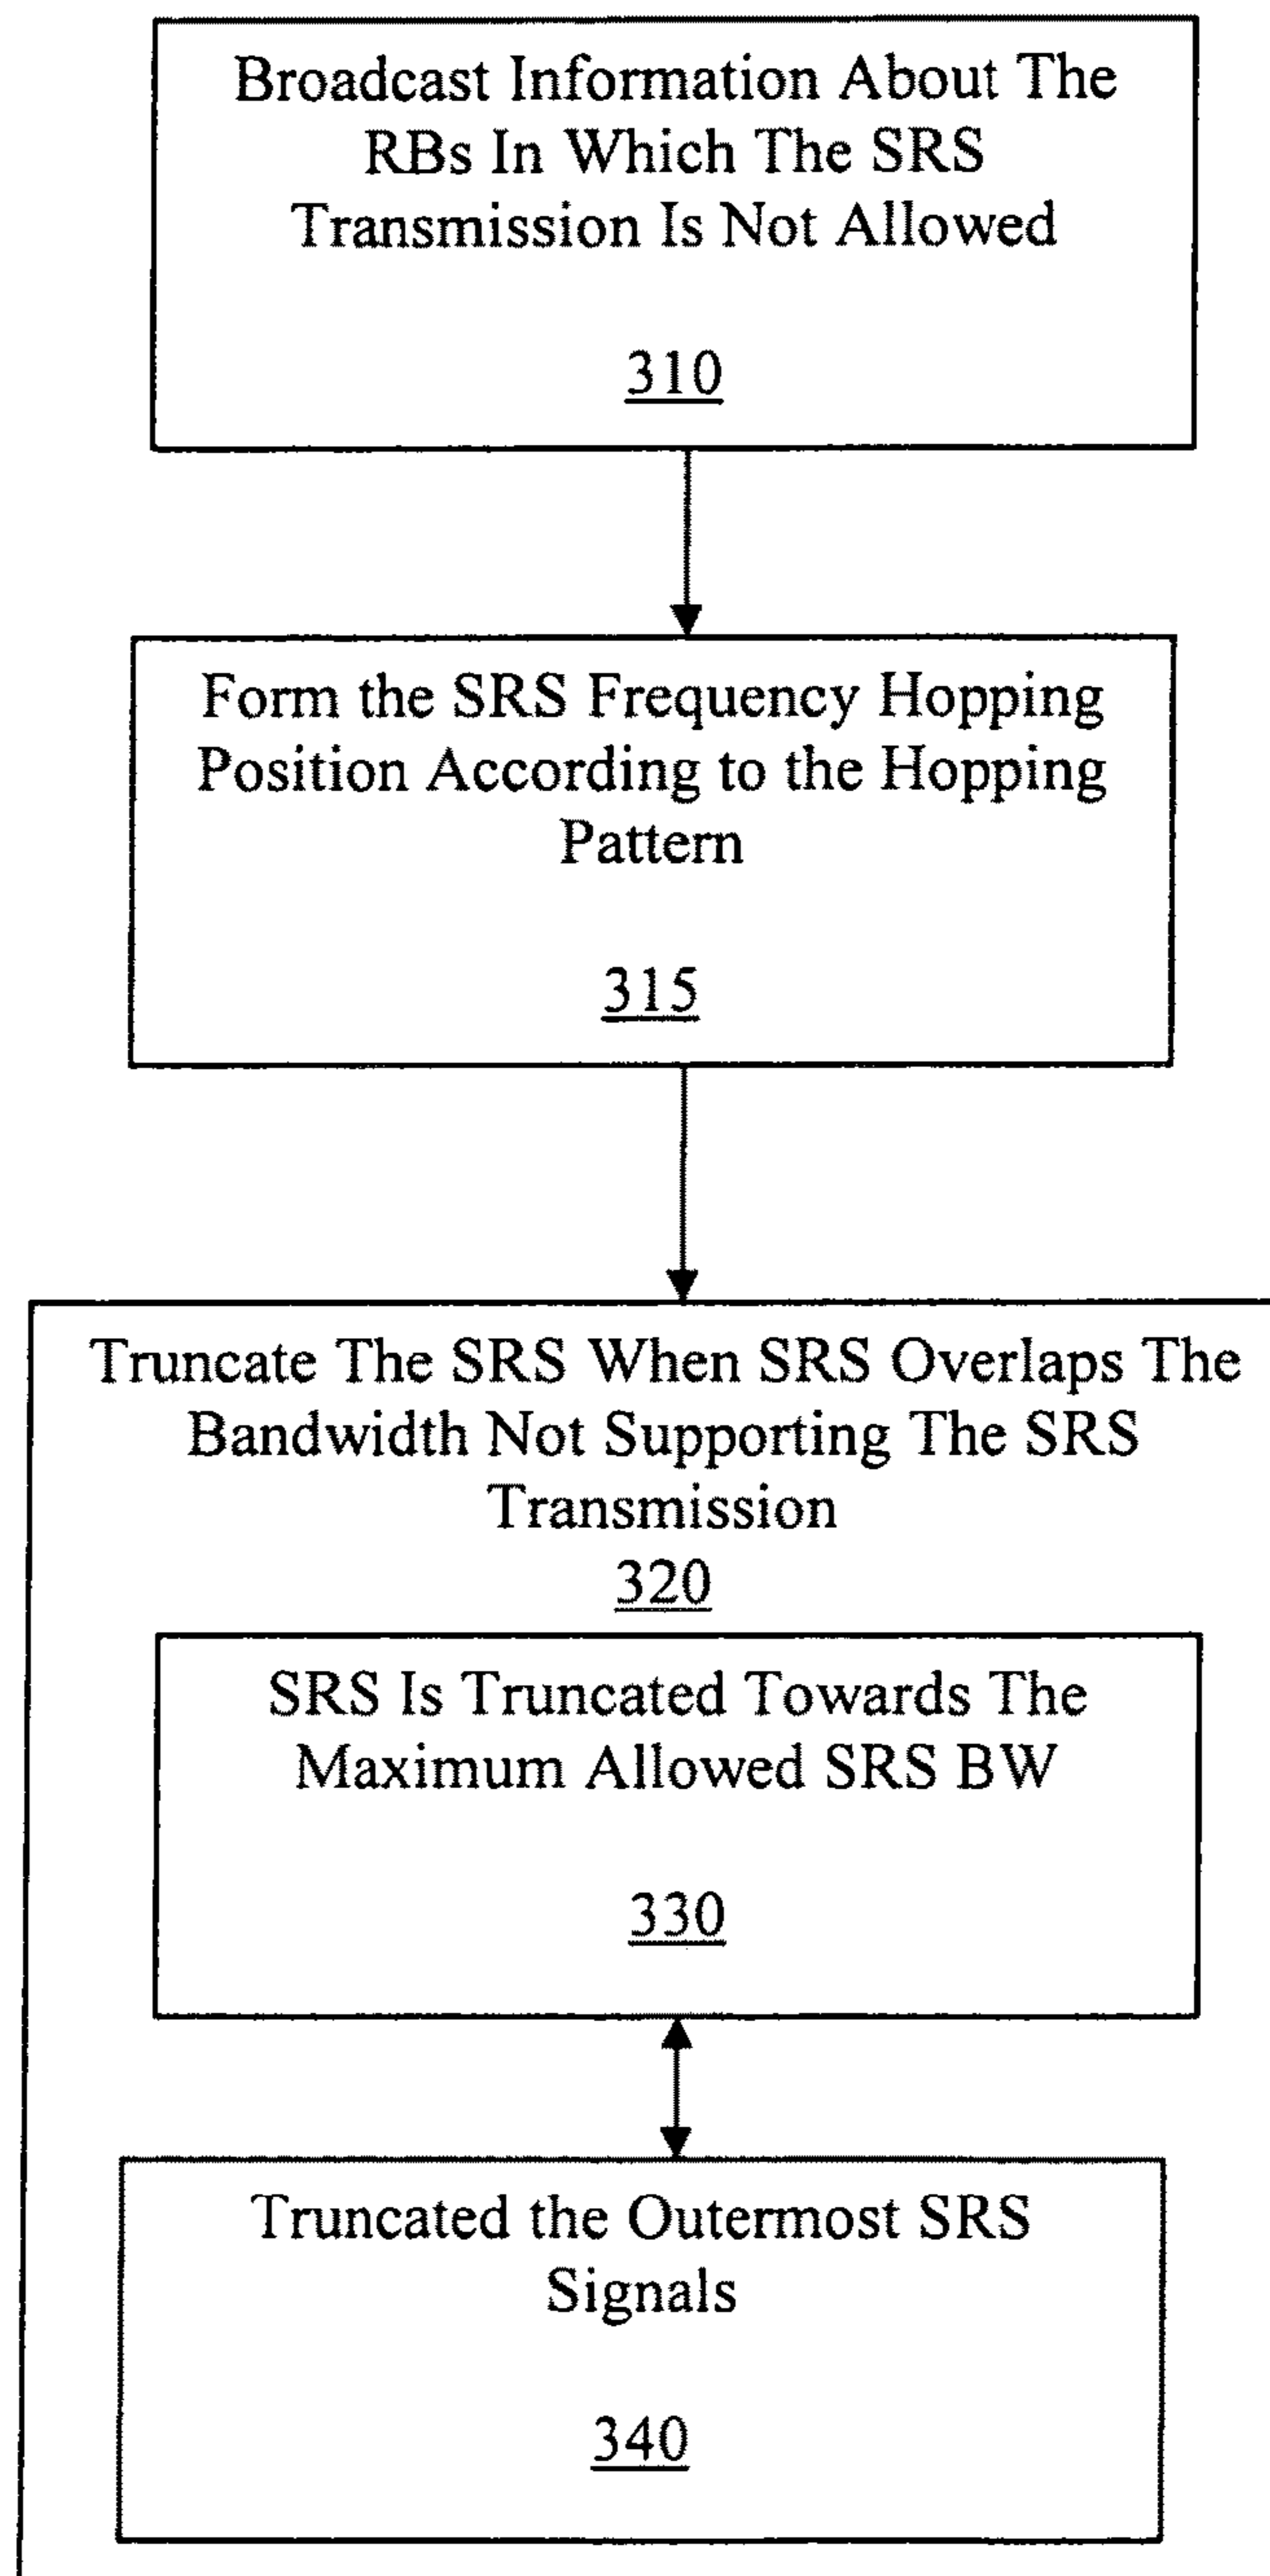 Broadcast Information About The
RBs In Which The SRS
Transmission Is Not Allowed
310
Form the SRS Frequency Hopping
Position According to the Hopping
Pattern
315
Truncate The SRS When SRS Overlaps The
Bandwidth Not Supporting The SRS
Transmission
320
SRS Is Truncated Towards The
Maximum Allowed SRS BW
330
Truncated the Outermost SRS
Signals
340